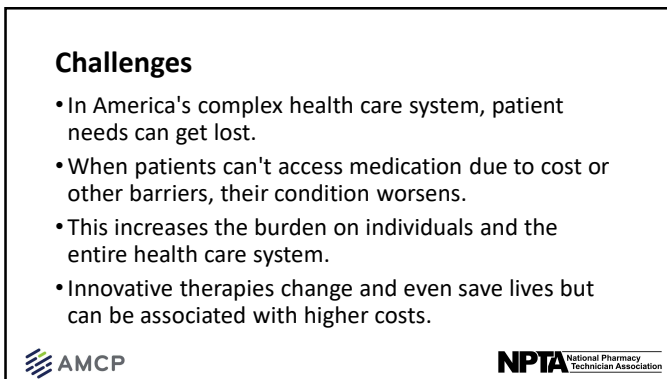 Challenges
• In America's complex health care system, patient
needs can get lost.
• When patients can't access medication due to cost or
other barriers, their condition worsens.
• This increases the burden on individuals and the
entire health care system.
• Innovative therapies change and even save lives but
can be associated with higher costs.
AMCP
NPTA National Pharmacy
Technician Association